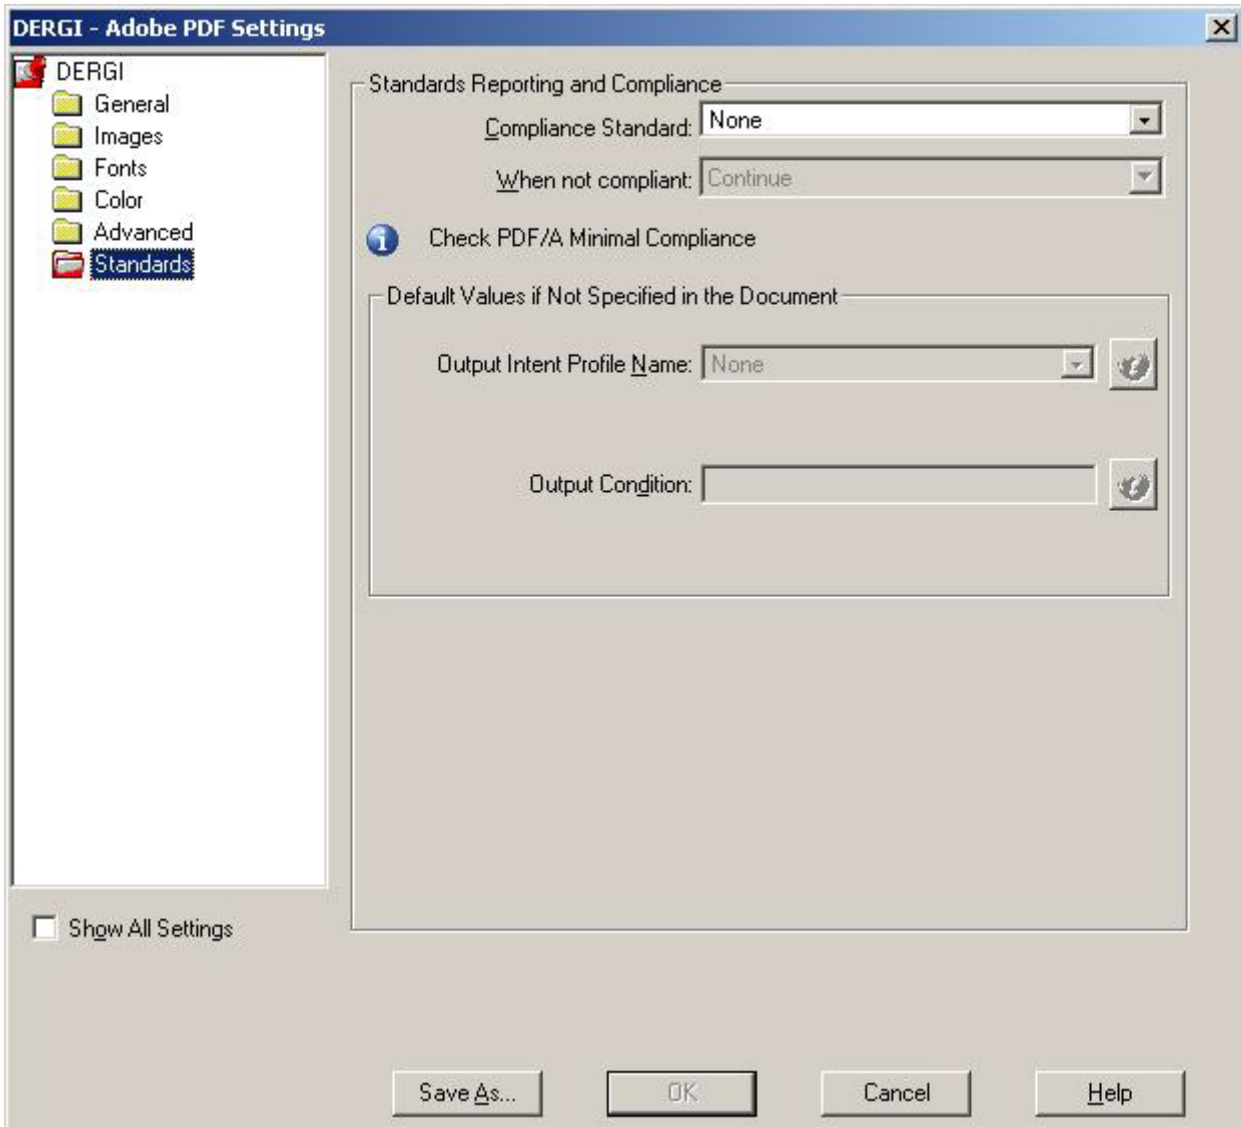 DERGI - Adobe PDF Settings
DERGI
General
Images
Fonts
Color
Advanced
Standards
Show All Settings
Standards Reporting and Compliance
Compliance Standard: None
When not compliant: Continue
Check PDF/A Minimal Compliance
Default Values if Not Specified in the Document
Output Intent Profile Name: None
Output Condition:
Save As... OK Cancel Help